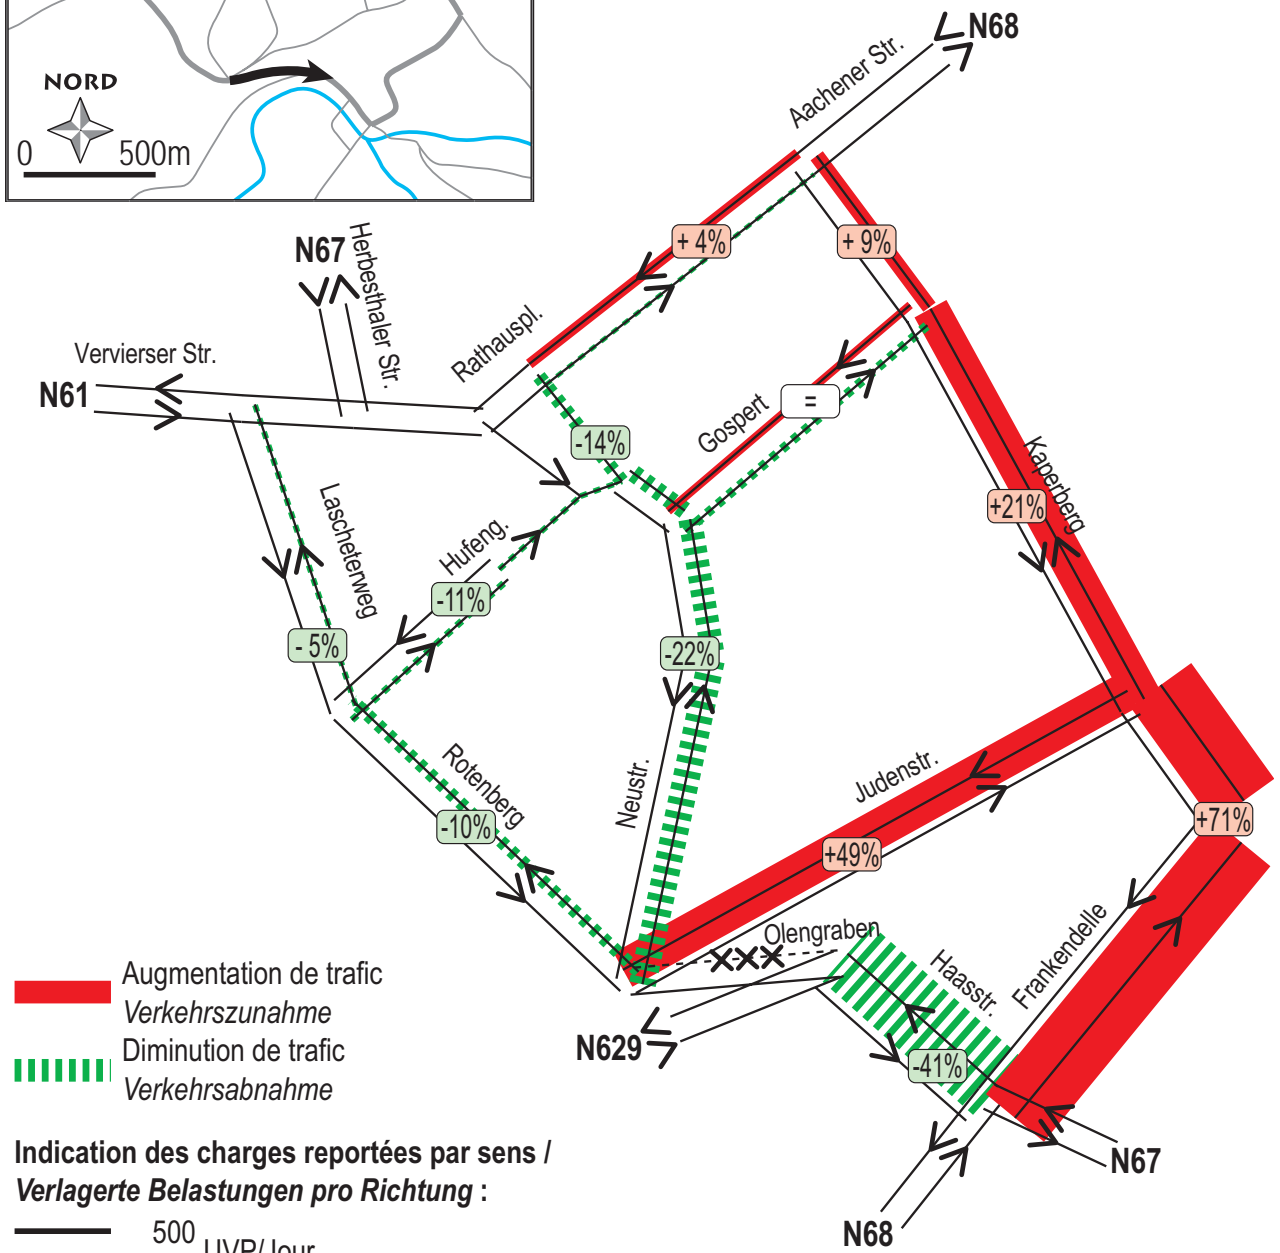 NORD
0 500m
N68
Aachener Str.
+ 4%
+ 9%
N67
Herbesthaler Str.
Vervierser Str.
N61
Rathauspl.
Gospert
=
-14%
Kaperberg
+21%
Lascheterweg
Hufeng.
-11%
- 5%
-22%
Rotenberg
-10%
Neustr.
Judenstr.
+49%
+71%
Olengraben
Haasstr.
Frankendelle
-41%
N629
N67
N68
Augmentation de trafic
Verkehrszunahme
Diminution de trafic
Verkehrsabnahme
Indication des charges reportées par sens /
Verlagerte Belastungen pro Richtung :
500
UVP/Jour